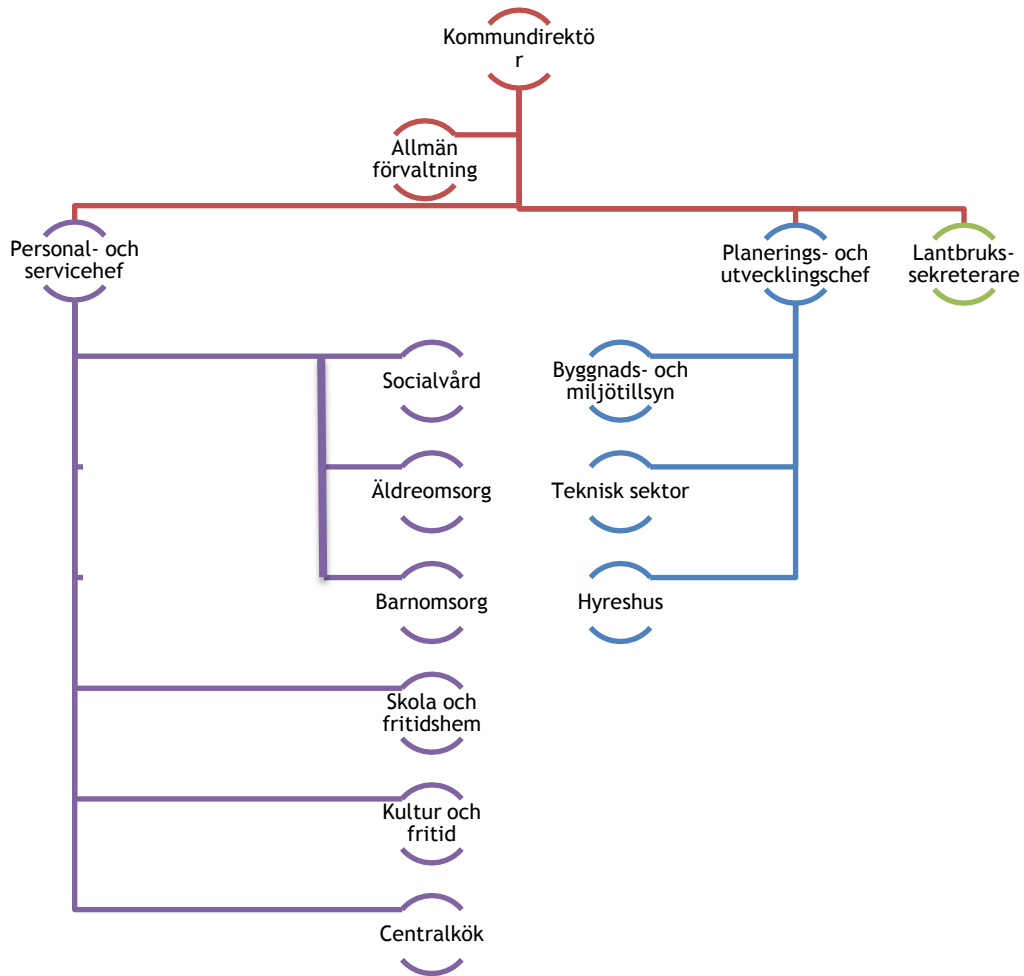 Kommundirektö
r
Allmän
förvaltning
Personal- och
servicehef
Planerings- och
utvecklingschef
Lantbruks-
sekreterare
Socialvård
Byggnads- och
miljötillsyn
Äldreomsorg
Teknisk sektor
Barnomsorg
Hyreshus
Skola och
fritidshem
Kultur och
fritid
Centralkök